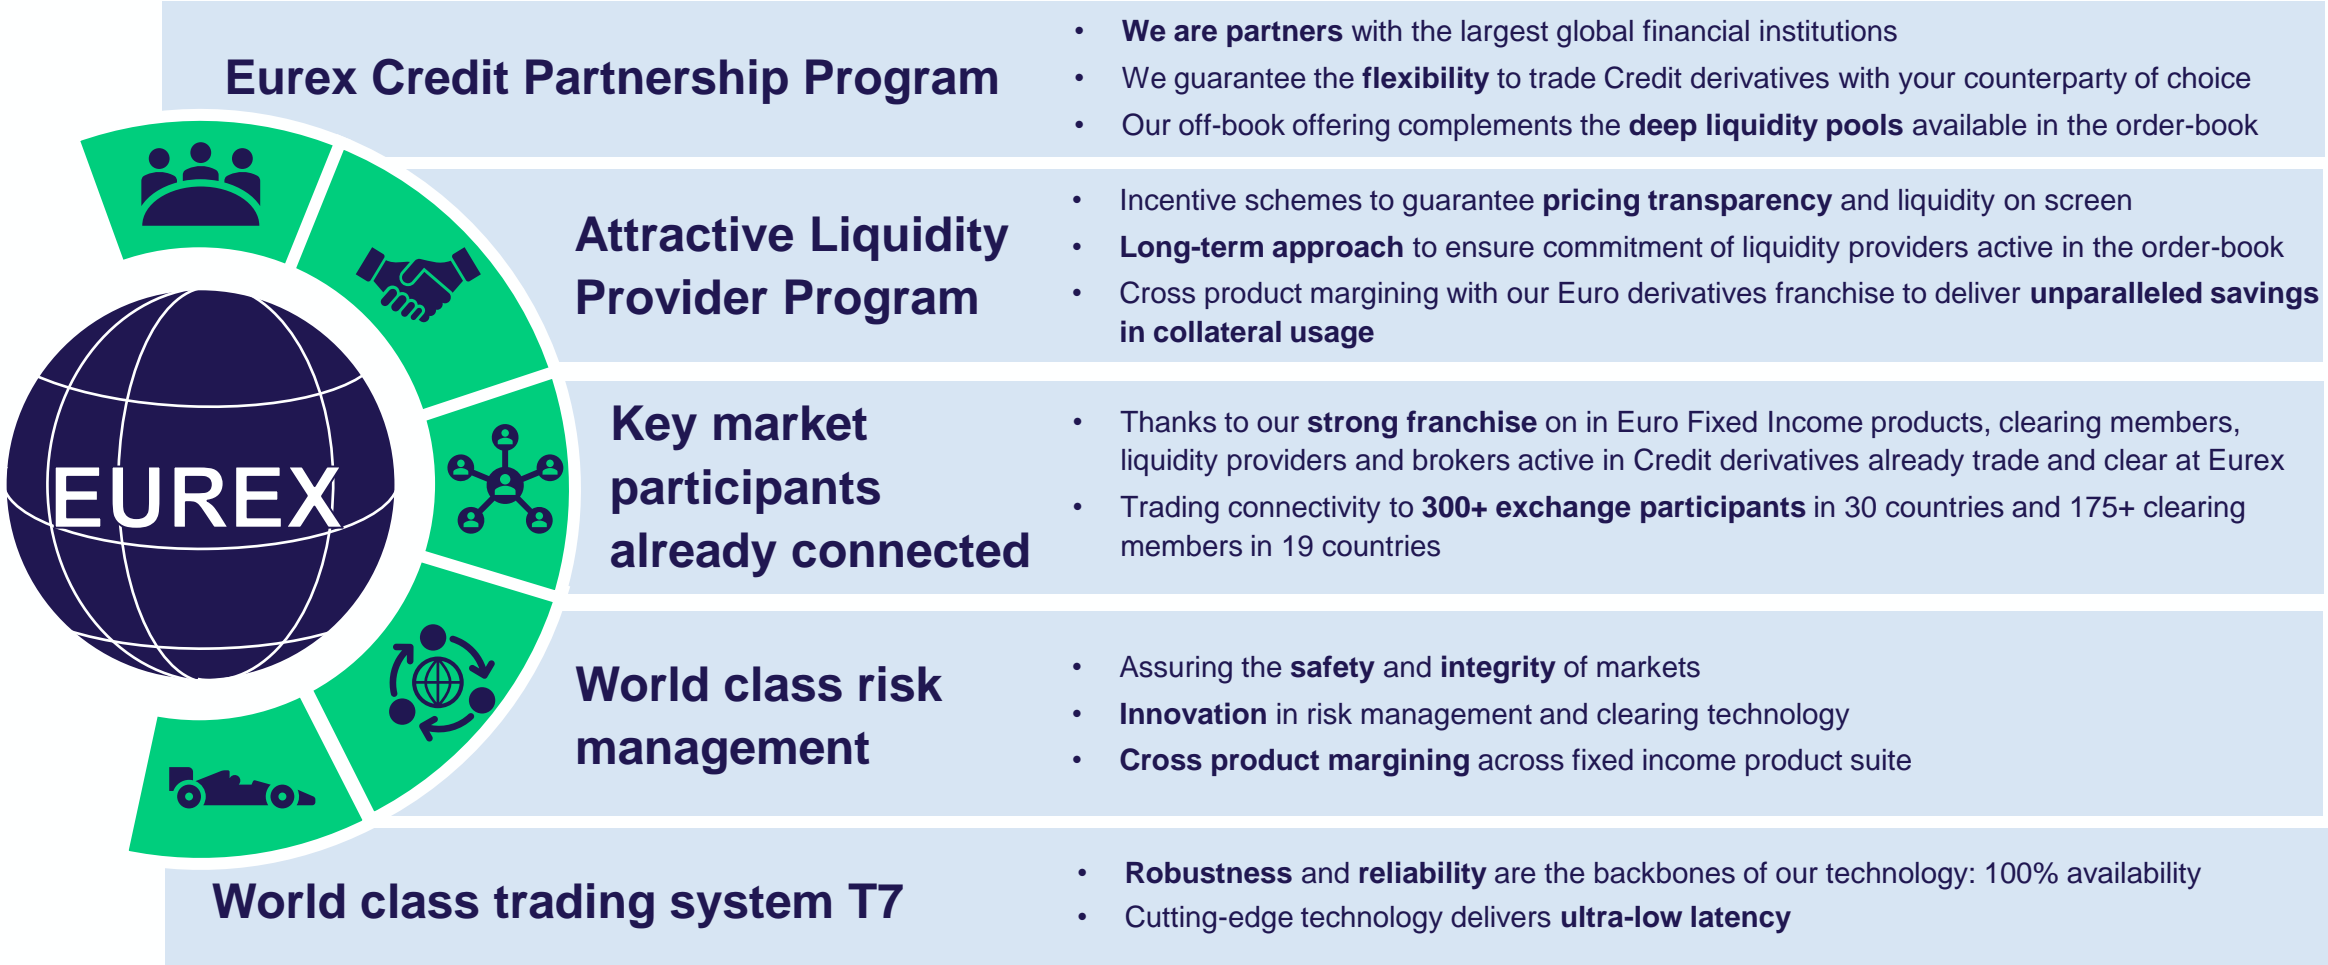 EUREX
Eurex Credit Partnership Program
• We are partners with the largest global financial institutions
• We guarantee the flexibility to trade Credit derivatives with your counterparty of choice
• Our off-book offering complements the deep liquidity pools available in the order-book
Attractive Liquidity
Provider Program
• Incentive schemes to guarantee pricing transparency and liquidity on screen
• Long-term approach to ensure commitment of liquidity providers active in the order-book
• Cross product margining with our Euro derivatives franchise to deliver unparalleled savings
in collateral usage
Key market
participants
already connected
• Thanks to our strong franchise on in Euro Fixed Income products, clearing members,
liquidity providers and brokers active in Credit derivatives already trade and clear at Eurex
• Trading connectivity to 300+ exchange participants in 30 countries and 175+ clearing
members in 19 countries
World class risk
management
• Assuring the safety and integrity of markets
• Innovation in risk management and clearing technology
• Cross product margining across fixed income product suite
World class trading system T7
• Robustness and reliability are the backbones of our technology: 100% availability
• Cutting-edge technology delivers ultra-low latency